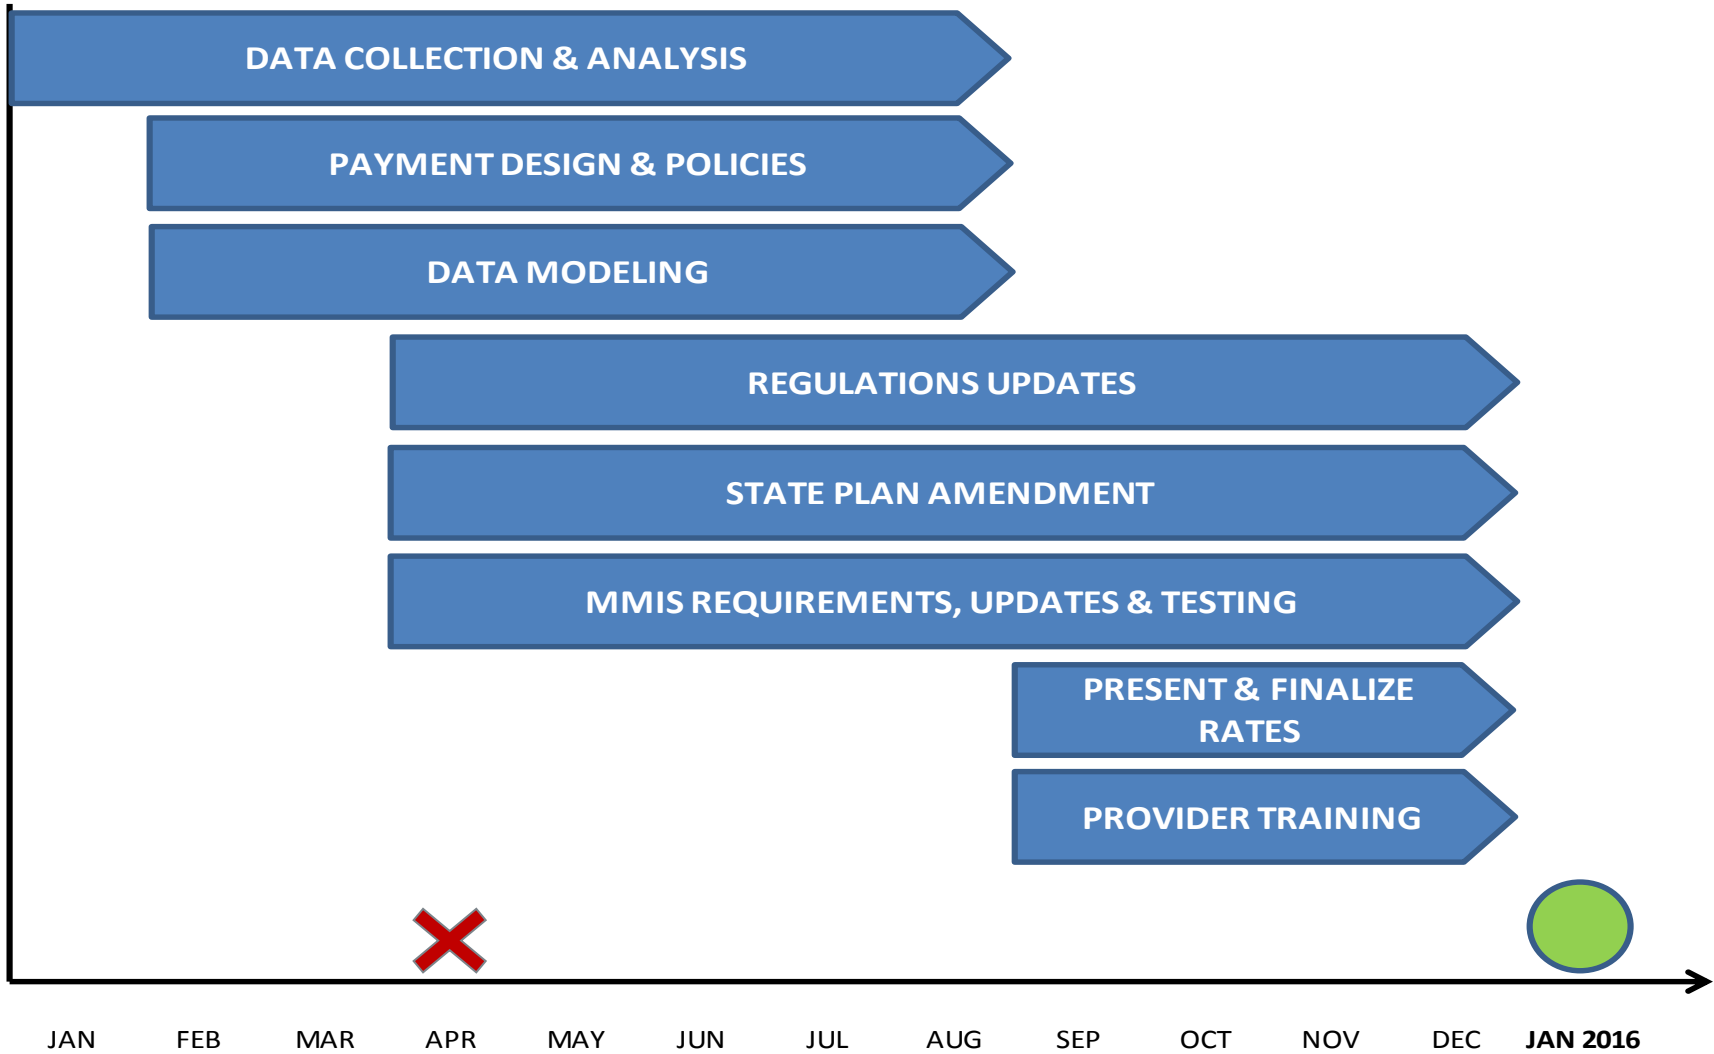 DATA COLLECTION & ANALYSIS
PAYMENT DESIGN & POLICIES
DATA MODELING
REGULATIONS UPDATES
STATE PLAN AMENDMENT
MMIS REQUIREMENTS, UPDATES & TESTING
PRESENT & FINALIZE
RATES
PROVIDER TRAINING
JAN FEB MAR APR MAY JUN JUL AUG SEP OCT NOV DEC JAN 2016